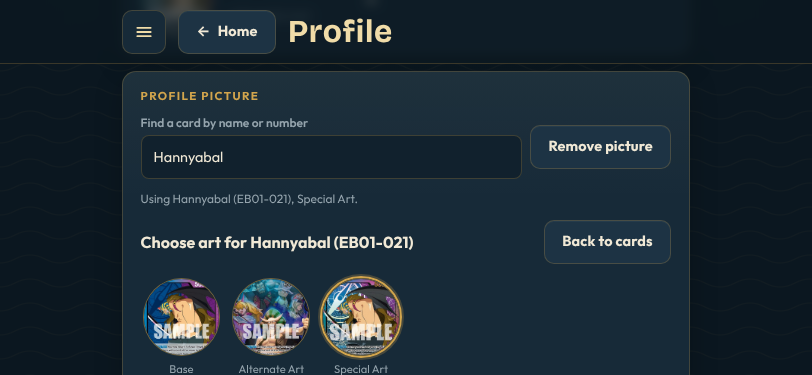 ← Home
Profile
PROFILE PICTURE
Find a card by name or number
Hannyabal
Remove picture
Using Hannyabal (EB01-021), Special Art.
Choose art for Hannyabal (EB01-021)
Back to cards
SAMPLE
SAMPLE
SAMPLE
Base
Alternate Art
Special Art